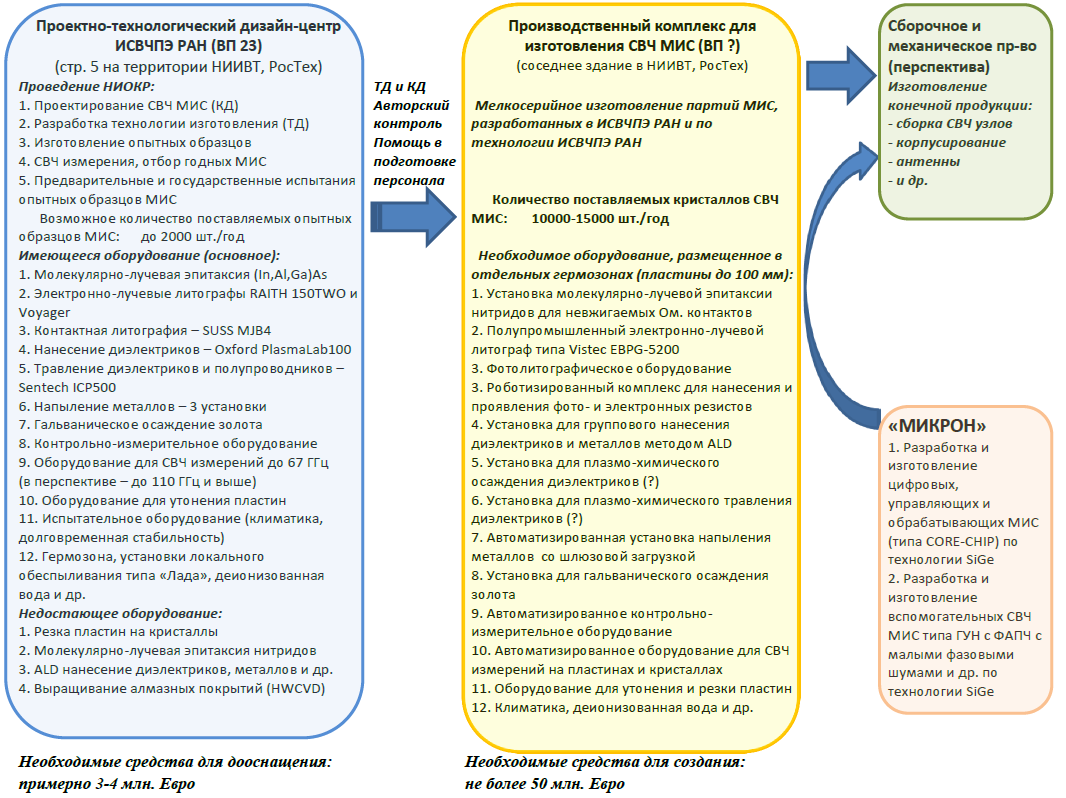 Проектно-технологический дизайн-центр
ИСВЧПЭ РАН (ВП 23)
(стр. 5 на территории НИИВТ, РосТех)
Проведение НИОКР:
1. Проектирование СВЧ МИС (КД)
2. Разработка технологии изготовления (ТД)
3. Изготовление опытных образцов
4. СВЧ измерения, отбор годных МИС
5. Предварительные и государственные испытания
опытных образцов МИС
Возможное количество поставляемых опытных
образцов МИС: до 2000 шт./год
Имеющееся оборудование (основное):
1. Молекулярно-лучевая эпитаксия (In,Al,Ga)As
2. Электронно-лучевые литографы RAITH 150TWO и
Voyager
3. Контактная литография – SUSS MJB4
4. Нанесение диэлектриков – Oxford PlasmaLab100
5. Травление диэлектриков и полупроводников –
Sentech ICP500
6. Напыление металлов – 3 установки
7. Гальваническое осаждение золота
8. Контрольно-измерительное оборудование
9. Оборудование для СВЧ измерений до 67 ГГц
(в перспективе – до 110 ГГц и выше)
10. Оборудование для утонения пластин
11. Испытательное оборудование (климатика,
долговременная стабильность)
12. Гермозона, установки локального
обеспыливания типа «Лада», деионизованная
вода и др.
Недостающее оборудование:
1. Резка пластин на кристаллы
2. Молекулярно-лучевая эпитаксия нитридов
3. ALD нанесение диэлектриков, металлов и др.
4. Выращивание алмазных покрытий (HWCVD)
Необходимые средства для дооснащения:
примерно 3-4 млн. Евро
ТД и КД
Авторский
контроль
Помощь в
подготовке
персонала
Производственный комплекс для
изготовления СВЧ МИС (ВП ?)
(соседнее здание в НИИВТ, РосТех)
Мелкосерийное изготовление партий МИС,
разработанных в ИСВЧПЭ РАН и по
технологии ИСВЧПЭ РАН
Количество поставляемых кристаллов СВЧ
МИС: 10000-15000 шт./год
Необходимое оборудование, размещенное в
отдельных гермозонах (пластины до 100 мм):
1. Установка молекулярно-лучевой эпитаксии
нитридов для невжигаемых Ом. контактов
2. Полупромышленный электронно-лучевой
литограф типа Vistec EBPG-5200
3. Фотолитографическое оборудование
3. Роботизированный комплекс для нанесения и
проявления фото- и электронных резистов
4. Установка для группового нанесения
диэлектриков и металлов методом ALD
5. Установка для плазмо-химического
осаждения диэлектриков (?)
6. Установка для плазмо-химического травления
диэлектриков (?)
7. Автоматизированная установка напыления
металлов со шлюзовой загрузкой
8. Установка для гальванического осаждения
золота
9. Автоматизированное контрольно-
измерительное оборудование
10. Автоматизированное оборудование для СВЧ
измерений на пластинах и кристаллах
11. Оборудование для утонения и резки пластин
12. Климатика, деионизованная вода и др.
Необходимые средства для создания:
не более 50 млн. Евро
Сборочное и
механическое пр-во
(перспектива)
Изготовление
конечной продукции:
- сборка СВЧ узлов
- корпусирование
- антенны
- и др.
«МИКРОН»
1. Разработка и
изготовление
цифровых,
управляющих и
обрабатывающих МИС
(типа CORE-CHIP) по
технологии SiGe
2. Разработка и
изготовление
вспомогательных СВЧ
МИС типа ГУН с ФАПЧ с
малыми фазовыми
шумами и др. по
технологии SiGe